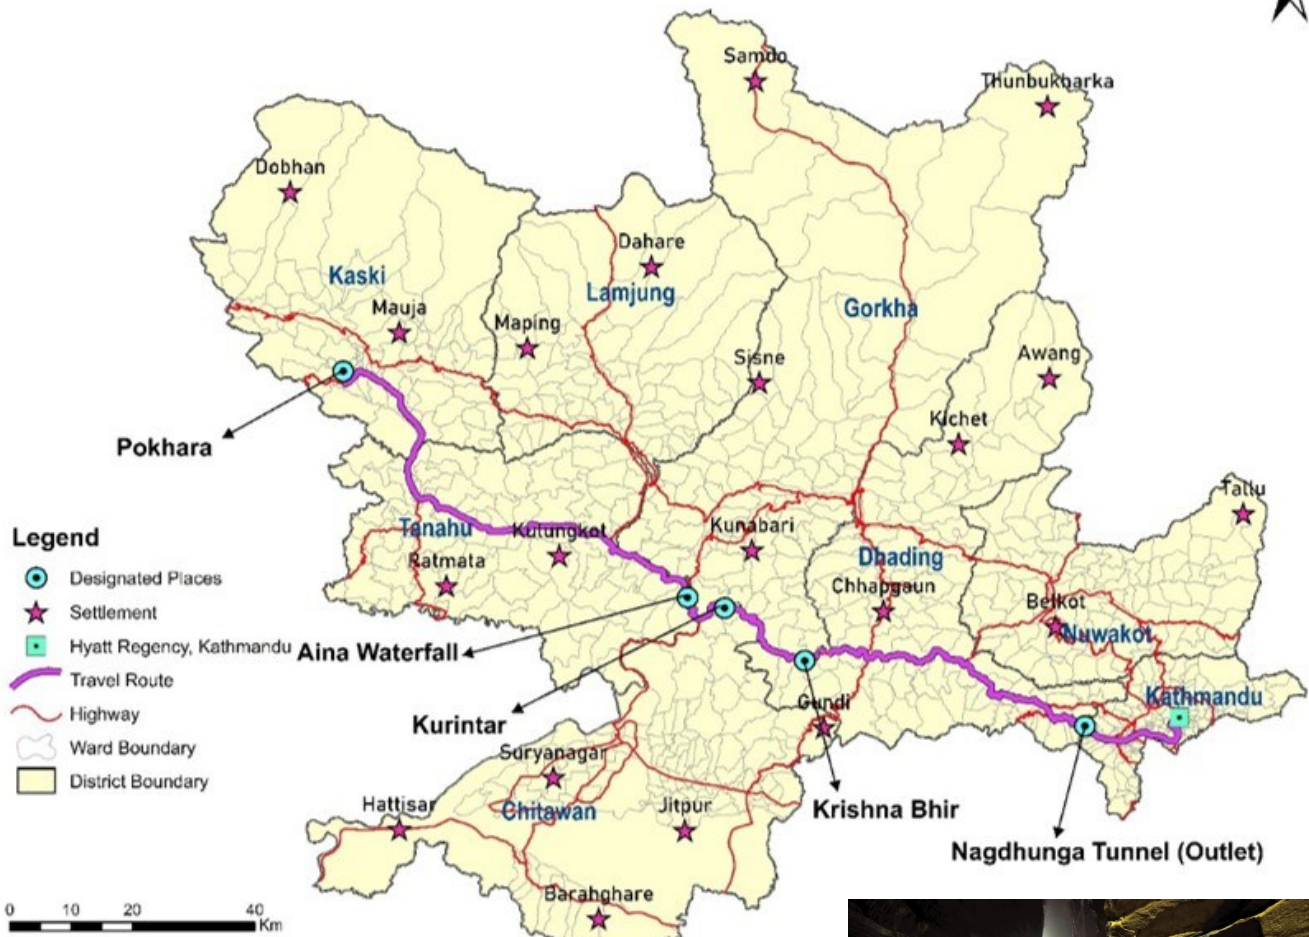 Samdo
Thunbukharka
Dobhan
Dahare
Kaski
Lamjung
Mauja
Gorkha
Maping
Sisne
Awang
Kichet
Pokhara
Tallu
Legend
Tanahu
Kulungkot
Kunabari
Dhading
Designated Places
Ratmata
Chhapgaun
Settlement
Belkot
Nuwakot
Hyatt Regency, Kathmandu
Aina Waterfall
Travel Route
Kathmandu
Highway
Kurintar
Gundi
Ward Boundary
Suryanagar
District Boundary
Hattisar
Chitawan
Jitpur
Krishna Bhir
Nagdhunga Tunnel (Outlet)
Barahghare
0 10 20 40
Km